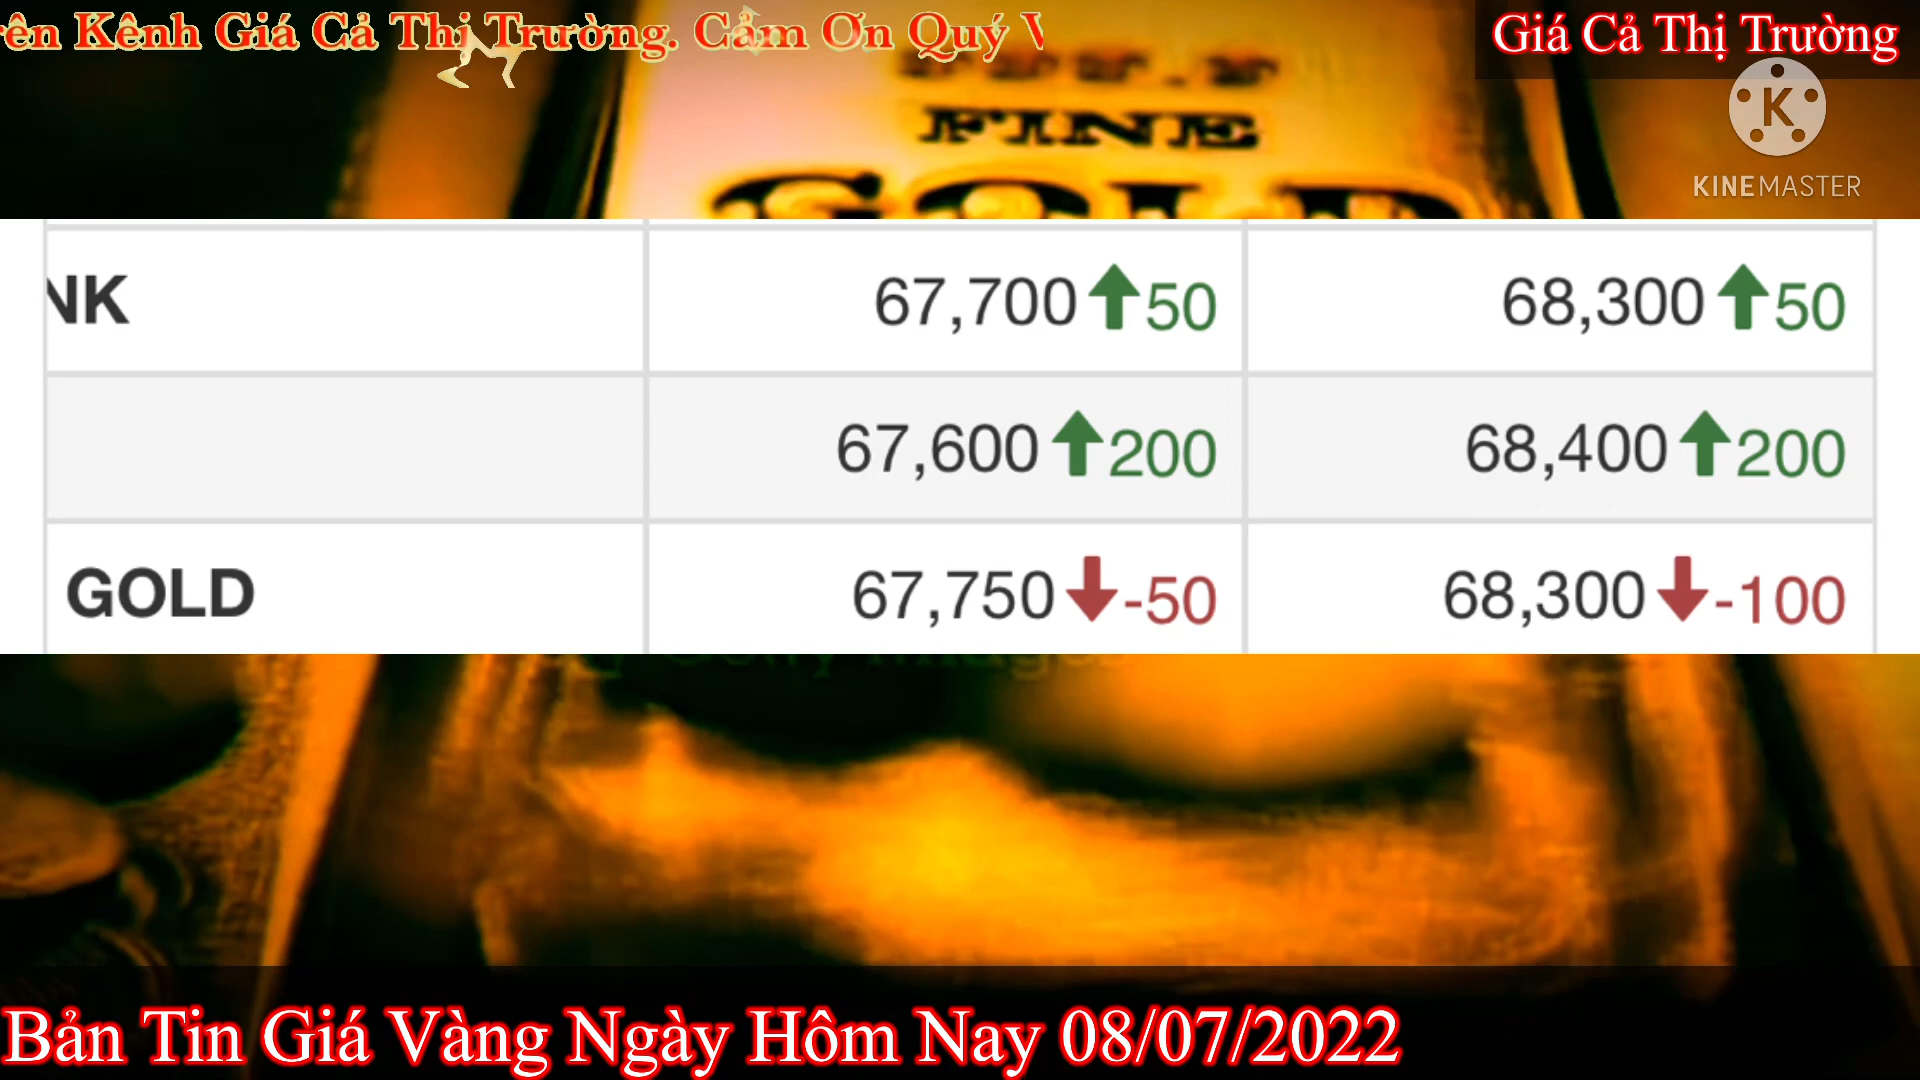 Kênh Giá Cả Thị Trường. Cảm Ơn Quý
Giá Cả Thị Trường
K
KINEMASTER
FINE
GOLD
NK 67,700 50 68,300 50
67,600 200 68,400 200
GOLD 67,750 -50 68,300 -100
Bản Tin Giá Vàng Ngày Hôm Nay 08/07/2022